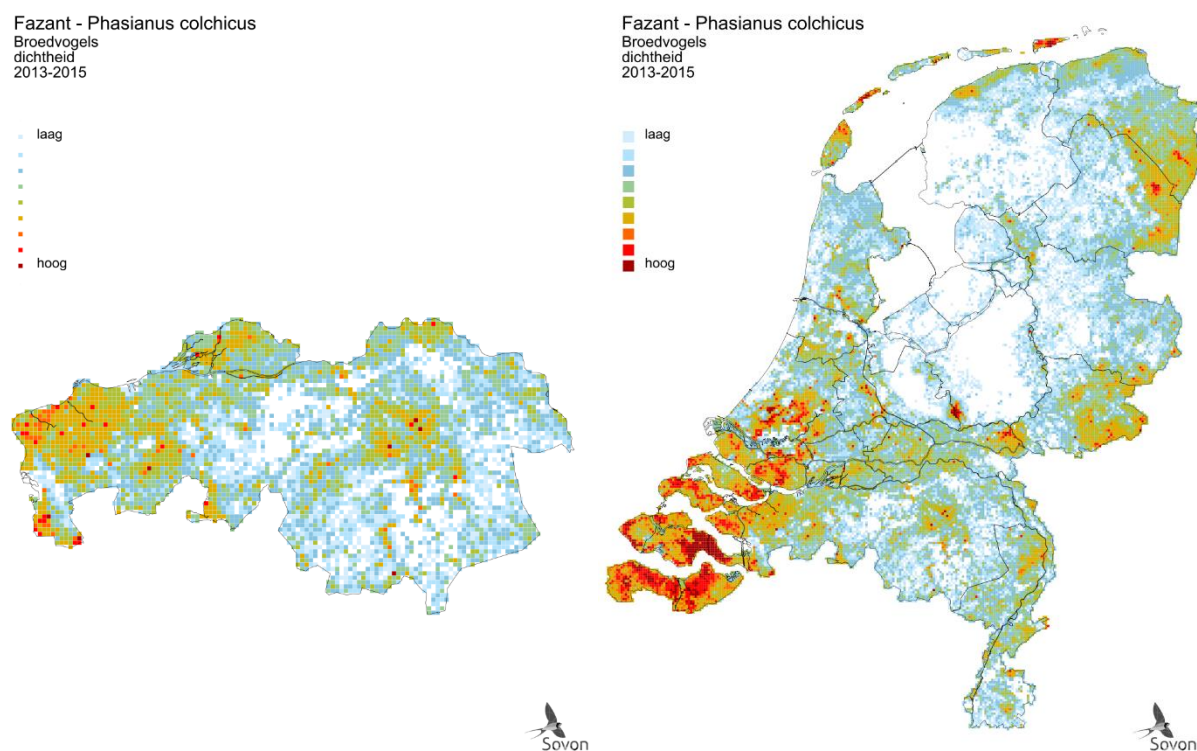 Fazant - Phasianus colchicus
Broedvogels
dichtheid
2013-2015
laag
hoog
Sovon
Fazant - Phasianus colchicus
Broedvogels
dichtheid
2013-2015
laag
hoog
Sovon